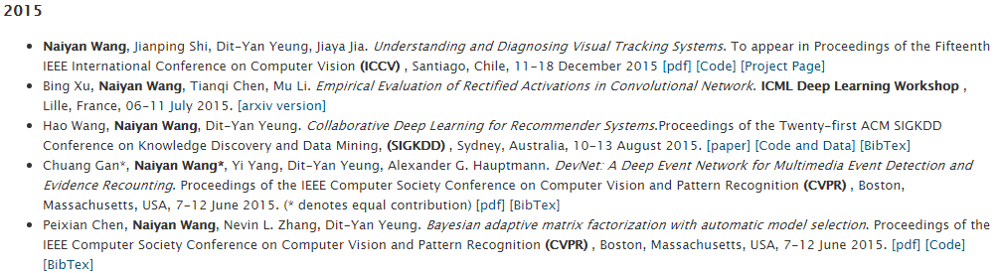 2015
Naiyan Wang, Jianping Shi, Dit-Yan Yeung, Jiaya Jia. Understanding and Diagnosing Visual Tracking Systems. To appear in Proceedings of the Fifteenth
IEEE International Conference on Computer Vision (ICCV) , Santiago, Chile, 11-18 December 2015 [pdf] [Code] [Project Page]
Bing Xu, Naiyan Wang, Tianqi Chen, Mu Li. Empirical Evaluation of Rectified Activations in Convolutional Network. ICML Deep Learning Workshop ,
Lille, France, 06-11 July 2015. [arxiv version]
Hao Wang, Naiyan Wang, Dit-Yan Yeung. Collaborative Deep Learning for Recommender Systems.Proceedings of the Twenty-first ACM SIGKDD
Conference on Knowledge Discovery and Data Mining, (SIGKDD) , Sydney, Australia, 10-13 August 2015. [paper] [Code and Data] [BibTex]
Chuang Gan*, Naiyan Wang*, Yi Yang, Dit-Yan Yeung, Alexander G. Hauptmann. DevNet: A Deep Event Network for Multimedia Event Detection and
Evidence Recounting. Proceedings of the IEEE Computer Society Conference on Computer Vision and Pattern Recognition (CVPR) , Boston,
Massachusetts, USA, 7-12 June 2015. (* denotes equal contribution) [pdf] [BibTex]
Peixian Chen, Naiyan Wang, Nevin L. Zhang, Dit-Yan Yeung. Bayesian adaptive matrix factorization with automatic model selection. Proceedings of the
IEEE Computer Society Conference on Computer Vision and Pattern Recognition (CVPR) , Boston, Massachusetts, USA, 7-12 June 2015. [pdf] [Code]
[BibTex]